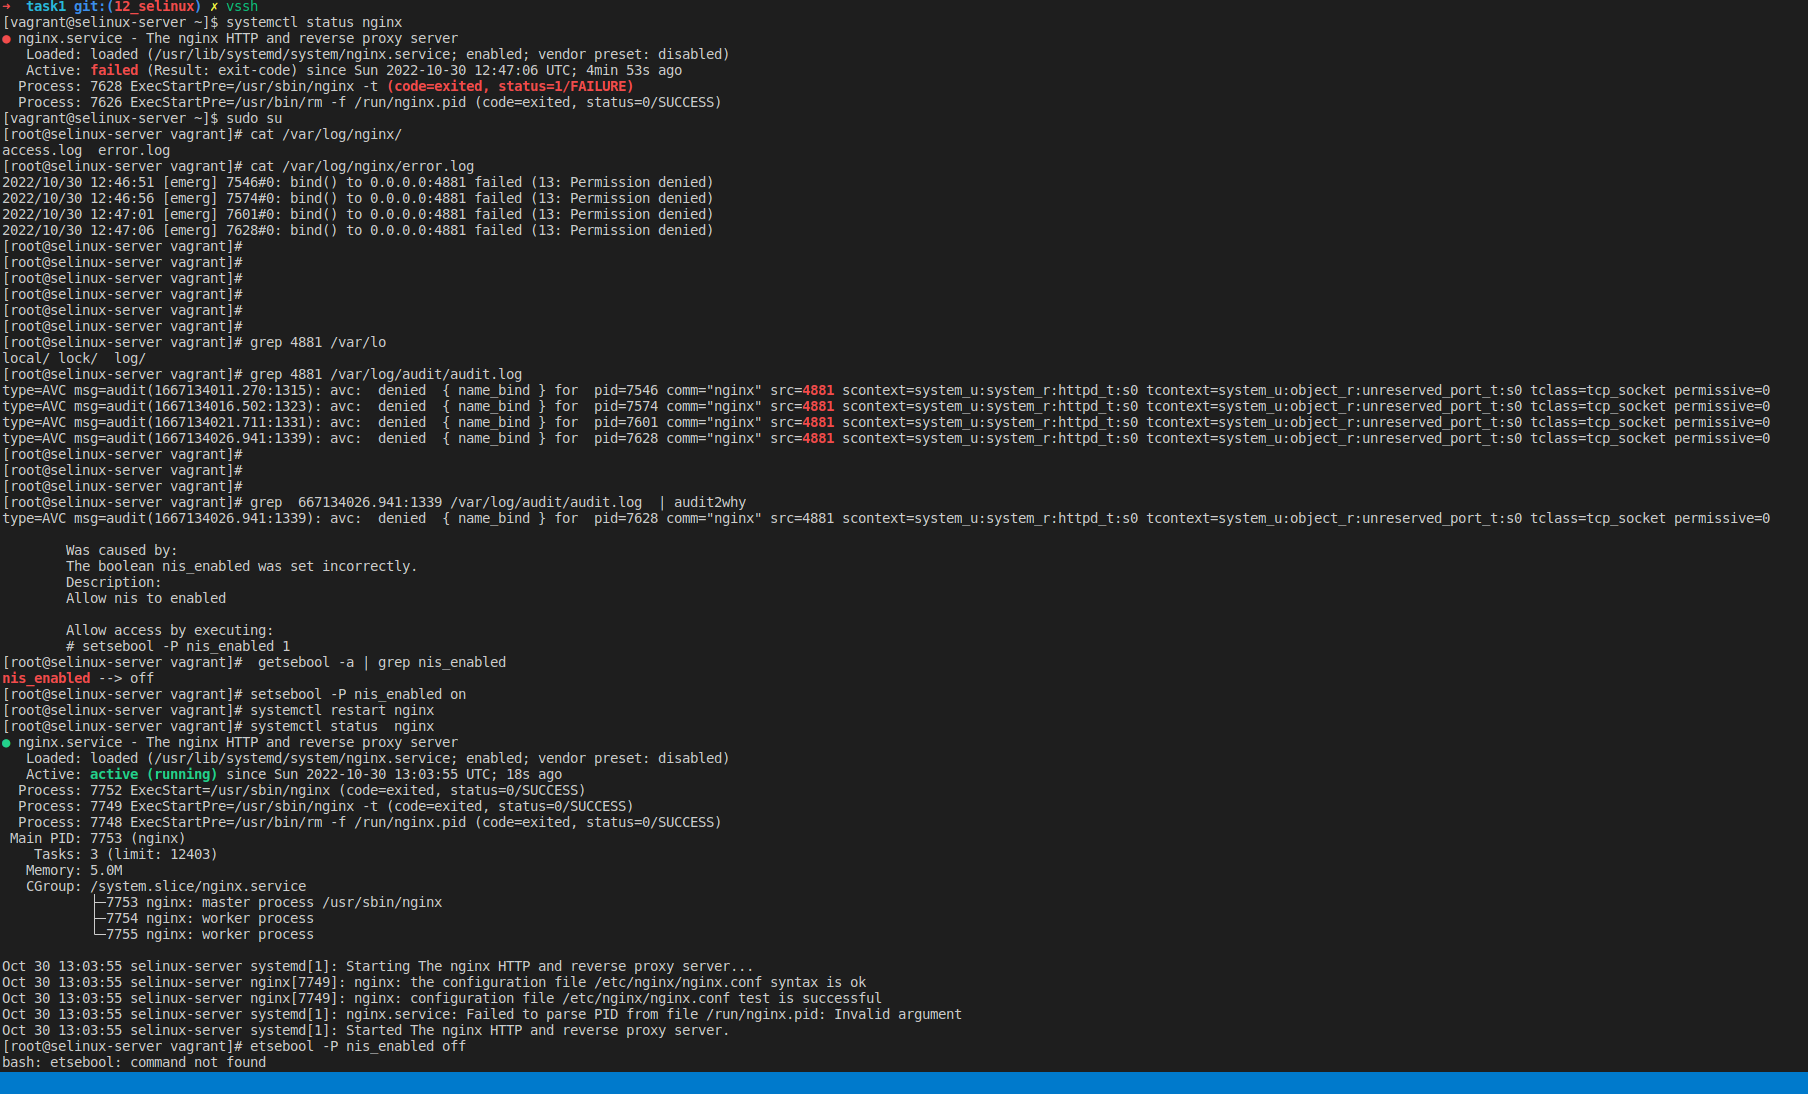 →  task1 git:(12_selinux) ✗ vssh
[vagrant@selinux-server ~]$ systemctl status nginx
● nginx.service - The nginx HTTP and reverse proxy server
   Loaded: loaded (/usr/lib/systemd/system/nginx.service; enabled; vendor preset: disabled)
   Active: failed (Result: exit-code) since Sun 2022-10-30 12:47:06 UTC; 4min 53s ago
  Process: 7628 ExecStartPre=/usr/sbin/nginx -t (code=exited, status=1/FAILURE)
  Process: 7626 ExecStartPre=/usr/bin/rm -f /run/nginx.pid (code=exited, status=0/SUCCESS)
[vagrant@selinux-server ~]$ sudo su
[root@selinux-server vagrant]# cat /var/log/nginx/
access.log  error.log
[root@selinux-server vagrant]# cat /var/log/nginx/error.log
2022/10/30 12:46:51 [emerg] 7546#0: bind() to 0.0.0.0:4881 failed (13: Permission denied)
2022/10/30 12:46:56 [emerg] 7574#0: bind() to 0.0.0.0:4881 failed (13: Permission denied)
2022/10/30 12:47:01 [emerg] 7601#0: bind() to 0.0.0.0:4881 failed (13: Permission denied)
2022/10/30 12:47:06 [emerg] 7628#0: bind() to 0.0.0.0:4881 failed (13: Permission denied)
[root@selinux-server vagrant]#
[root@selinux-server vagrant]#
[root@selinux-server vagrant]#
[root@selinux-server vagrant]#
[root@selinux-server vagrant]#
[root@selinux-server vagrant]#
[root@selinux-server vagrant]# grep 4881 /var/lo
local/ lock/  log/
[root@selinux-server vagrant]# grep 4881 /var/log/audit/audit.log
type=AVC msg=audit(1667134011.270:1315): avc:  denied  { name_bind } for  pid=7546 comm="nginx" src=4881 scontext=system_u:system_r:httpd_t:s0 tcontext=system_u:object_r:unreserved_port_t:s0 tclass=tcp_socket permissive=0
type=AVC msg=audit(1667134016.502:1323): avc:  denied  { name_bind } for  pid=7574 comm="nginx" src=4881 scontext=system_u:system_r:httpd_t:s0 tcontext=system_u:object_r:unreserved_port_t:s0 tclass=tcp_socket permissive=0
type=AVC msg=audit(1667134021.711:1331): avc:  denied  { name_bind } for  pid=7601 comm="nginx" src=4881 scontext=system_u:system_r:httpd_t:s0 tcontext=system_u:object_r:unreserved_port_t:s0 tclass=tcp_socket permissive=0
type=AVC msg=audit(1667134026.941:1339): avc:  denied  { name_bind } for  pid=7628 comm="nginx" src=4881 scontext=system_u:system_r:httpd_t:s0 tcontext=system_u:object_r:unreserved_port_t:s0 tclass=tcp_socket permissive=0
[root@selinux-server vagrant]#
[root@selinux-server vagrant]#
[root@selinux-server vagrant]#
[root@selinux-server vagrant]# grep  667134026.941:1339 /var/log/audit/audit.log  | audit2why
type=AVC msg=audit(1667134026.941:1339): avc:  denied  { name_bind } for  pid=7628 comm="nginx" src=4881 scontext=system_u:system_r:httpd_t:s0 tcontext=system_u:object_r:unreserved_port_t:s0 tclass=tcp_socket permissive=0

        Was caused by:
        The boolean nis_enabled was set incorrectly.
        Description:
        Allow nis to enabled

        Allow access by executing:
        # setsebool -P nis_enabled 1
[root@selinux-server vagrant]#  getsebool -a | grep nis_enabled
nis_enabled --> off
[root@selinux-server vagrant]# setsebool -P nis_enabled on
[root@selinux-server vagrant]# systemctl restart nginx
[root@selinux-server vagrant]# systemctl status  nginx
● nginx.service - The nginx HTTP and reverse proxy server
   Loaded: loaded (/usr/lib/systemd/system/nginx.service; enabled; vendor preset: disabled)
   Active: active (running) since Sun 2022-10-30 13:03:55 UTC; 18s ago
  Process: 7752 ExecStart=/usr/sbin/nginx (code=exited, status=0/SUCCESS)
  Process: 7749 ExecStartPre=/usr/sbin/nginx -t (code=exited, status=0/SUCCESS)
  Process: 7748 ExecStartPre=/usr/bin/rm -f /run/nginx.pid (code=exited, status=0/SUCCESS)
 Main PID: 7753 (nginx)
    Tasks: 3 (limit: 12403)
   Memory: 5.0M
   CGroup: /system.slice/nginx.service
           ├─7753 nginx: master process /usr/sbin/nginx
           ├─7754 nginx: worker process
           └─7755 nginx: worker process

Oct 30 13:03:55 selinux-server systemd[1]: Starting The nginx HTTP and reverse proxy server...
Oct 30 13:03:55 selinux-server nginx[7749]: nginx: the configuration file /etc/nginx/nginx.conf syntax is ok
Oct 30 13:03:55 selinux-server nginx[7749]: nginx: configuration file /etc/nginx/nginx.conf test is successful
Oct 30 13:03:55 selinux-server systemd[1]: nginx.service: Failed to parse PID from file /run/nginx.pid: Invalid argument
Oct 30 13:03:55 selinux-server systemd[1]: Started The nginx HTTP and reverse proxy server.
[root@selinux-server vagrant]# etsebool -P nis_enabled off
bash: etsebool: command not found